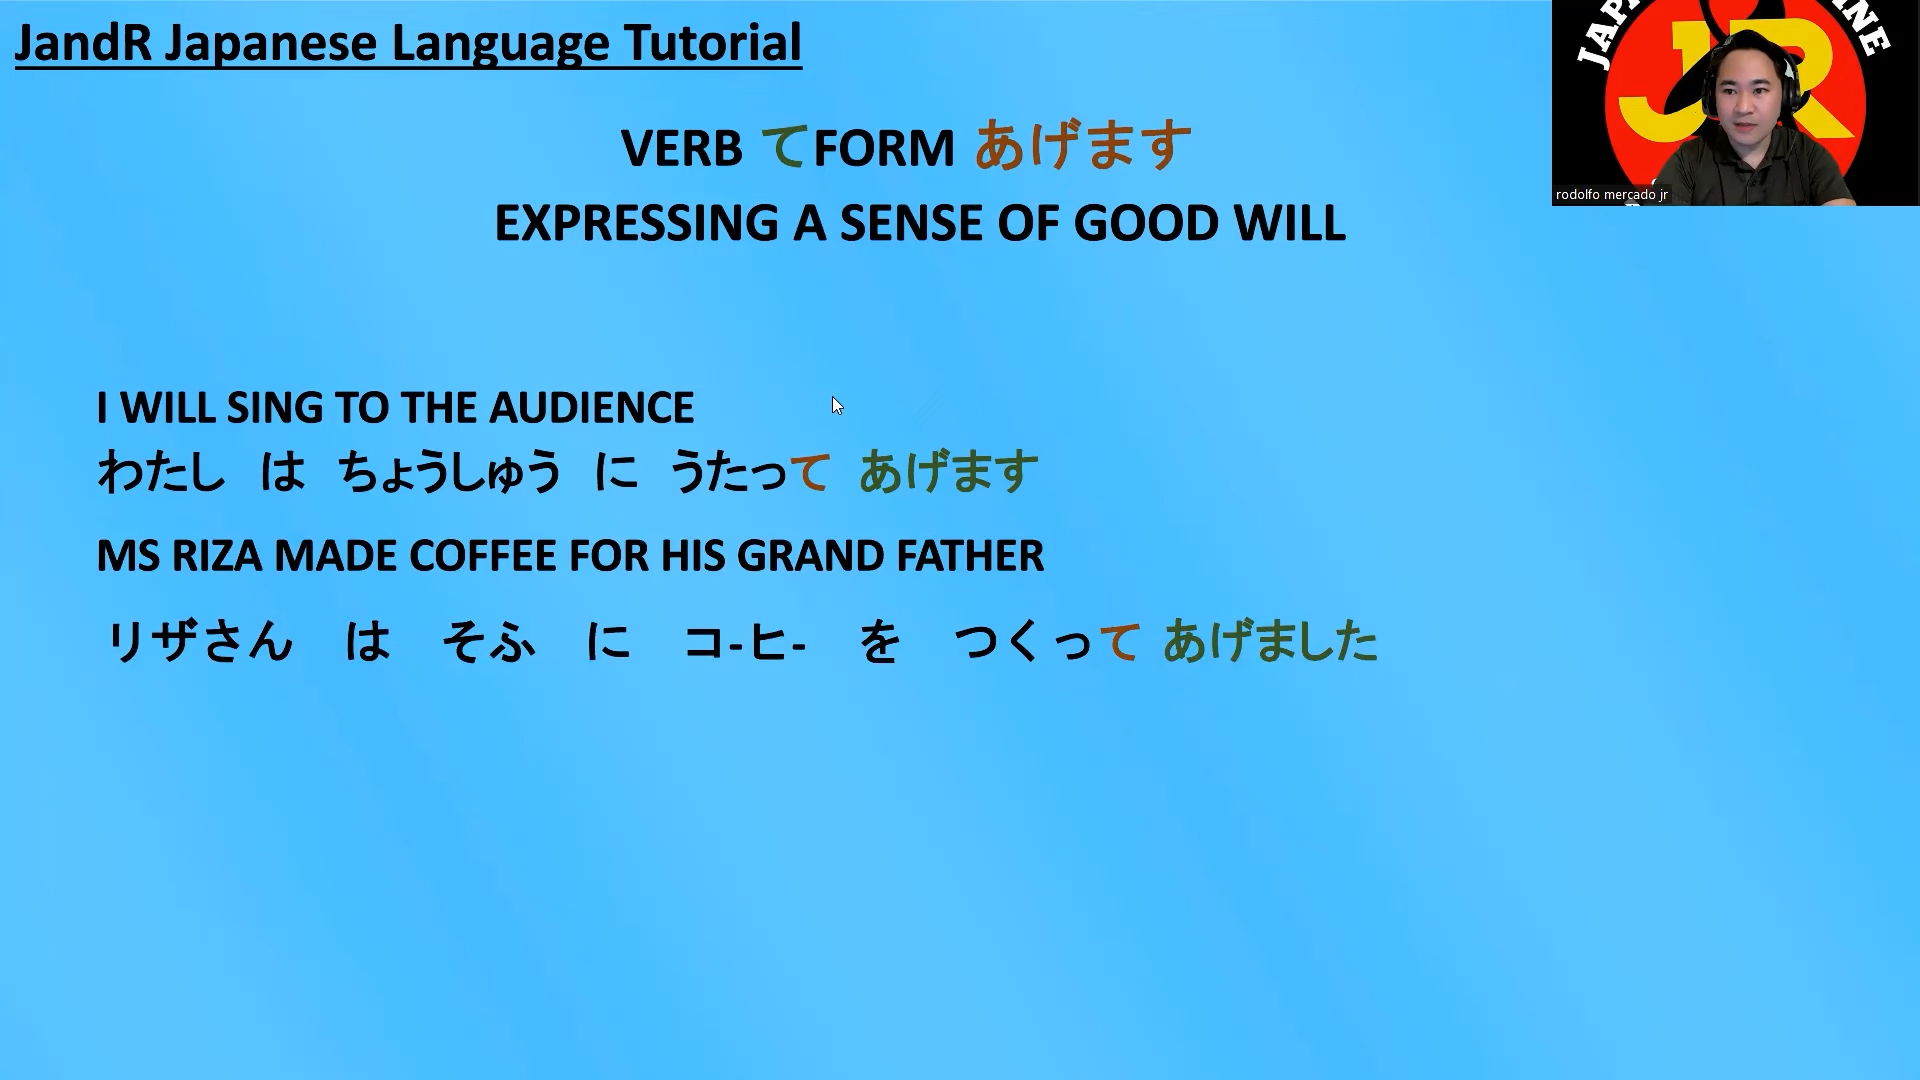 JandR Japanese Language Tutorial
VERB てFORM あげます
EXPRESSING A SENSE OF GOOD WILL
I WILL SING TO THE AUDIENCE
わたし は ちょうしゅう に うたって あげます
MS RIZA MADE COFFEE FOR HIS GRAND FATHER
リザさん は そふ に コ-ヒ- を つくって あげました
JR
rodolfo mercado jr